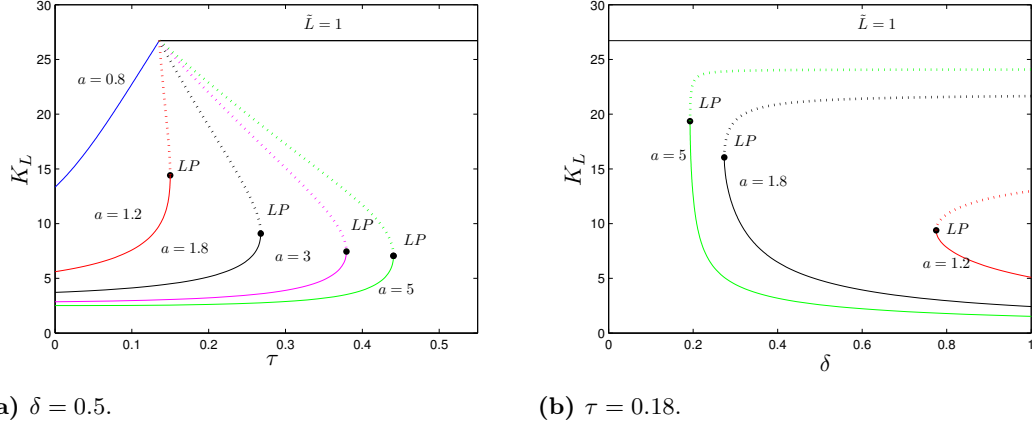 30
25
20
15
10
5
0
K_L
L̃ = 1
a = 0.8
LP
a = 1.2
LP
a = 1.8
LP
a = 3
LP
a = 5
0 0.1 0.2 0.3 0.4 0.5
τ
) δ = 0.5.
30
25
20
15
10
5
0
K_L
L̃ = 1
LP
a = 5
LP
a = 1.8
LP
a = 1.2
0 0.2 0.4 0.6 0.8 1
δ
(b) τ = 0.18.